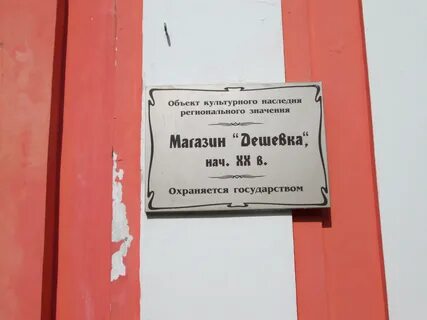 Объект культурного наследия
регионального значения
Магазин "Дешевка",
нач. XX в.
Охраняется государством